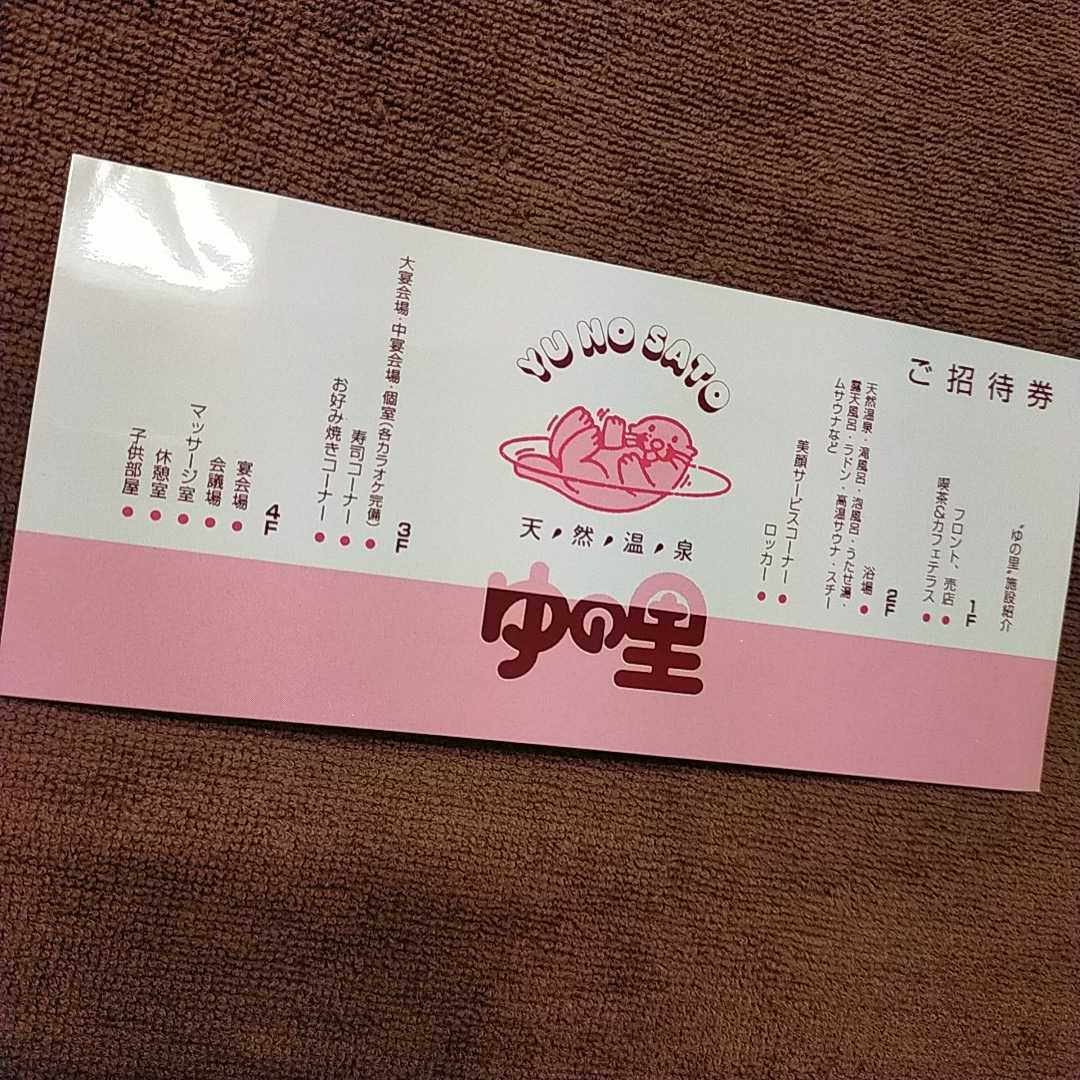 ご招待券
"ゆの里"施設紹介
1F
フロント、売店
喫茶&カフェテラス
2F
浴場
天然温泉・滝風呂・泡風呂・うたせ湯・
露天風呂・ラドン・高温サウナ・スチー
ムサウナなど
美顔サービスコーナー
ロッカー
YU NO SATO
天然温泉
ゆの里
3F
大宴会場・中宴会場・個室(各カラオケ完備)
寿司コーナー
お好み焼きコーナー
4F
宴会場
会議場
マッサージ室
休憩室
子供部屋